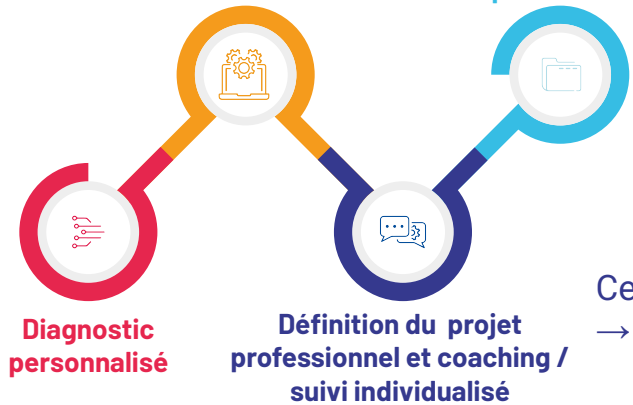 Diagnostic
personnalisé
Définition du projet
professionnel et coaching /
suivi individualisé
Ce
→